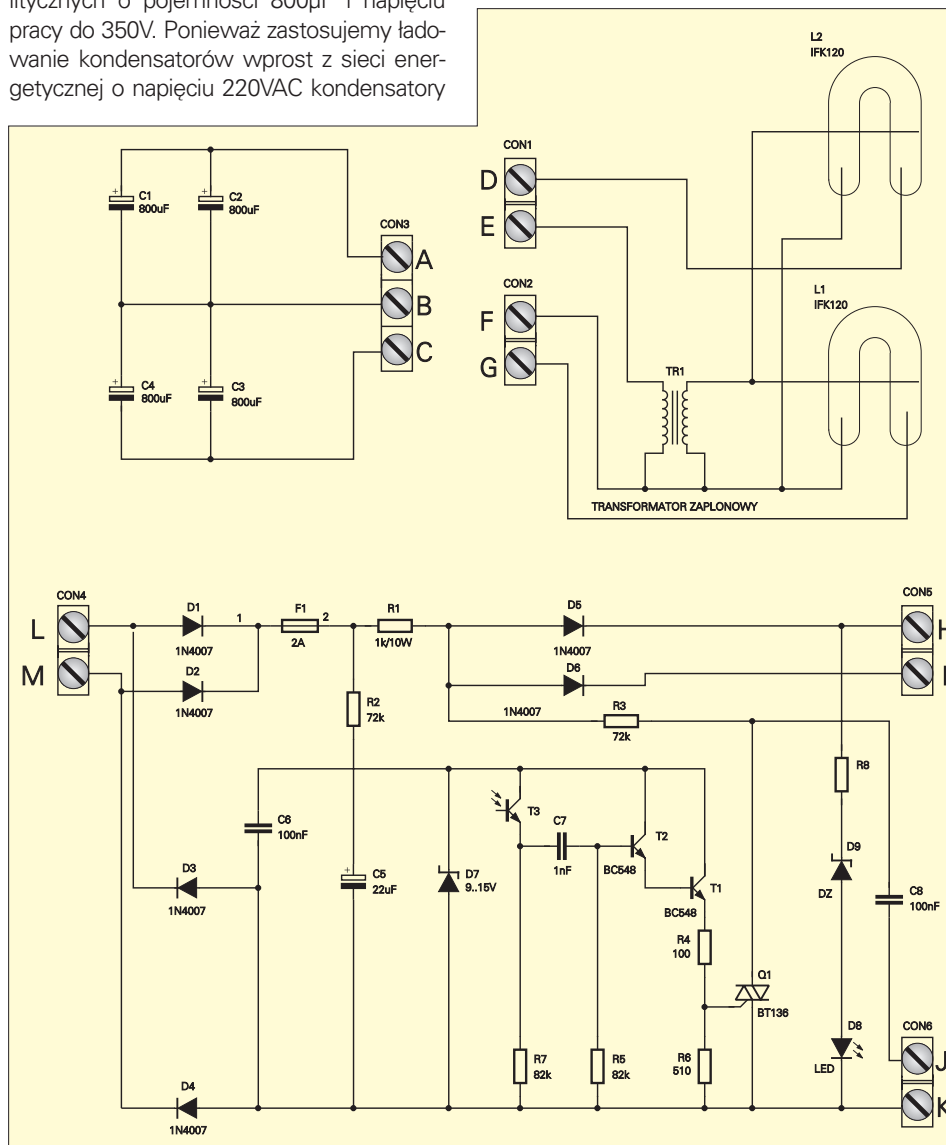 litycznych o pojemności 800µF i napięciu
pracy do 350V. Ponieważ zastosujemy łado-
wanie kondensatorów wprost z sieci ener-
getycznej o napięciu 220VAC kondensatory
L2
IFK120
CON1
D
E
C1
800uF
C2
800uF
CON3
A
B
C
CON2
F
G
L1
IFK120
C4
800uF
C3
800uF
TR1
TRANSFORMATOR ZAPLONOWY
CON4
L
M
D1
1N4007
1
F1
2
2A
R1
1k/10W
D5
1N4007
CON5
H
I
D2
1N4007
D6
1N4007
R2
72k
R3
72k
R8
C6
100nF
T3
C7
1nF
T2
BC548
D3
1N4007
C5
22uF
D7
9..15V
T1
BC548
D9
DZ
C8
100nF
R4
100
Q1
BT136
R7
82k
R5
82k
R6
510
D8
LED
CON6
J
K
D4
1N4007